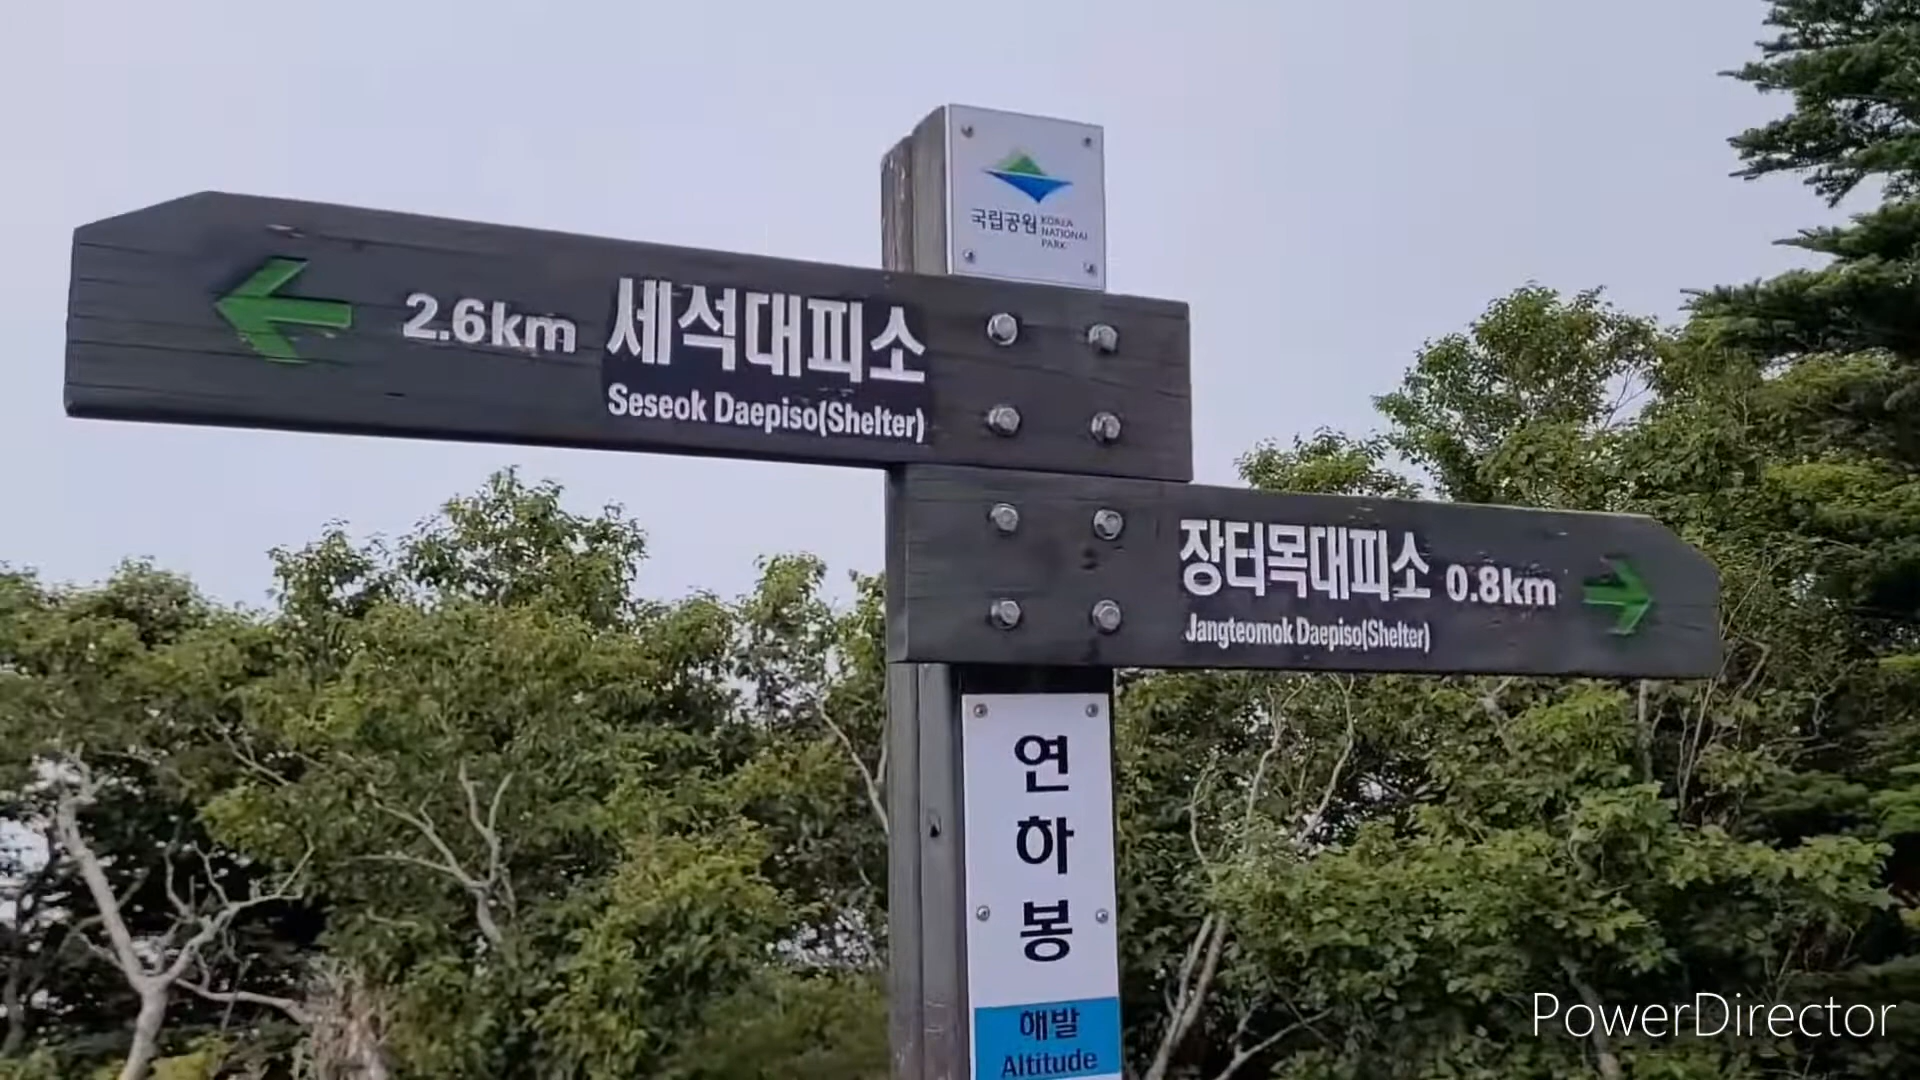 국립공원 KOREA
NATIONAL
PARK
2.6km 세석대피소
Seseok Daepiso(Shelter)
장터목대피소 0.8km
Jangteomok Daepiso(Shelter)
연
하
봉
해발
Altitude
PowerDirector